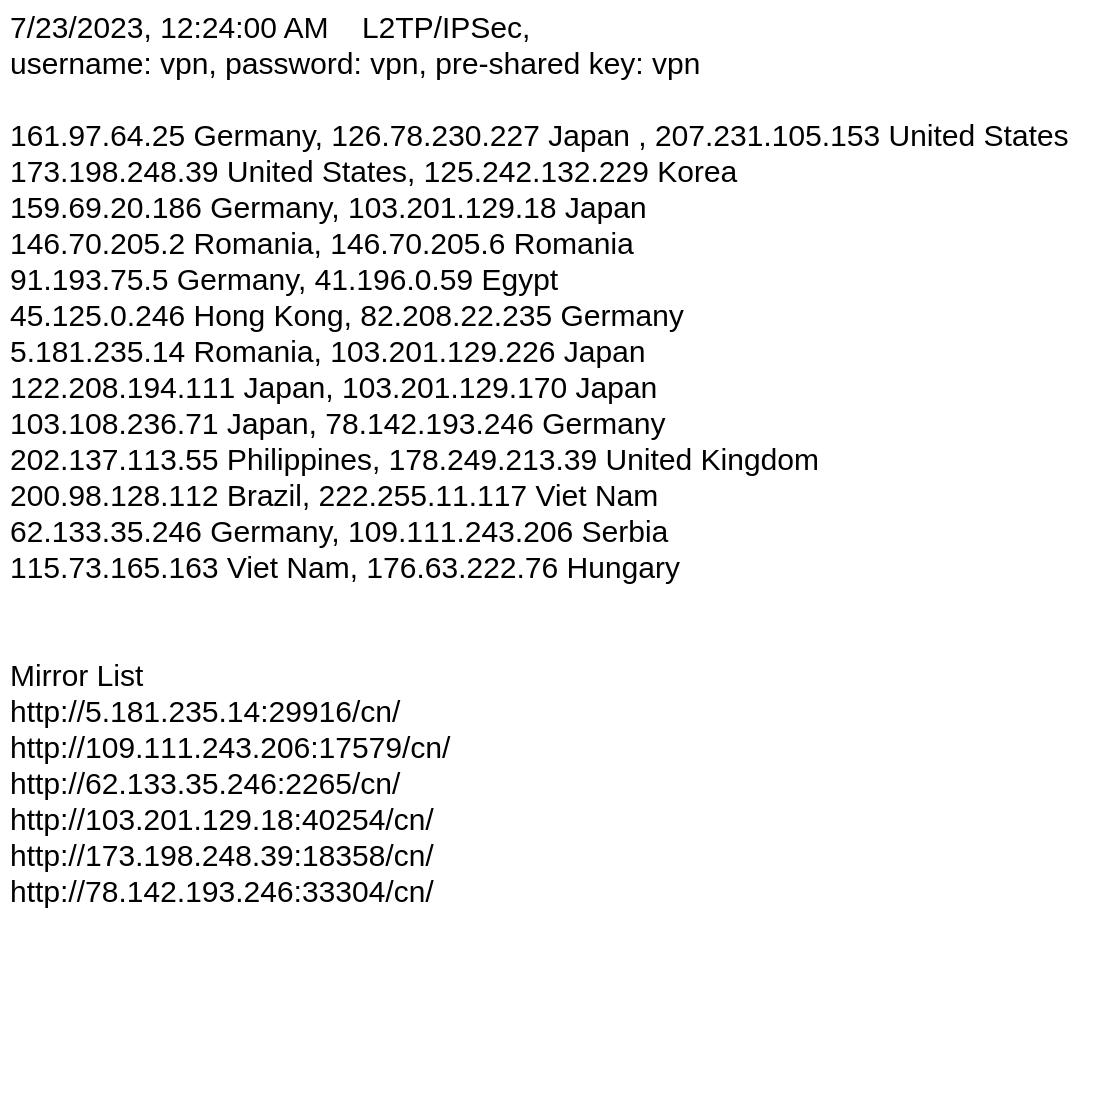 7/23/2023, 12:24:00 AM    L2TP/IPSec,
username: vpn, password: vpn, pre-shared key: vpn
161.97.64.25 Germany, 126.78.230.227 Japan , 207.231.105.153 United States
173.198.248.39 United States, 125.242.132.229 Korea
159.69.20.186 Germany, 103.201.129.18 Japan
146.70.205.2 Romania, 146.70.205.6 Romania
91.193.75.5 Germany, 41.196.0.59 Egypt
45.125.0.246 Hong Kong, 82.208.22.235 Germany
5.181.235.14 Romania, 103.201.129.226 Japan
122.208.194.111 Japan, 103.201.129.170 Japan
103.108.236.71 Japan, 78.142.193.246 Germany
202.137.113.55 Philippines, 178.249.213.39 United Kingdom
200.98.128.112 Brazil, 222.255.11.117 Viet Nam
62.133.35.246 Germany, 109.111.243.206 Serbia
115.73.165.163 Viet Nam, 176.63.222.76 Hungary
Mirror List
http://5.181.235.14:29916/cn/
http://109.111.243.206:17579/cn/
http://62.133.35.246:2265/cn/
http://103.201.129.18:40254/cn/
http://173.198.248.39:18358/cn/
http://78.142.193.246:33304/cn/